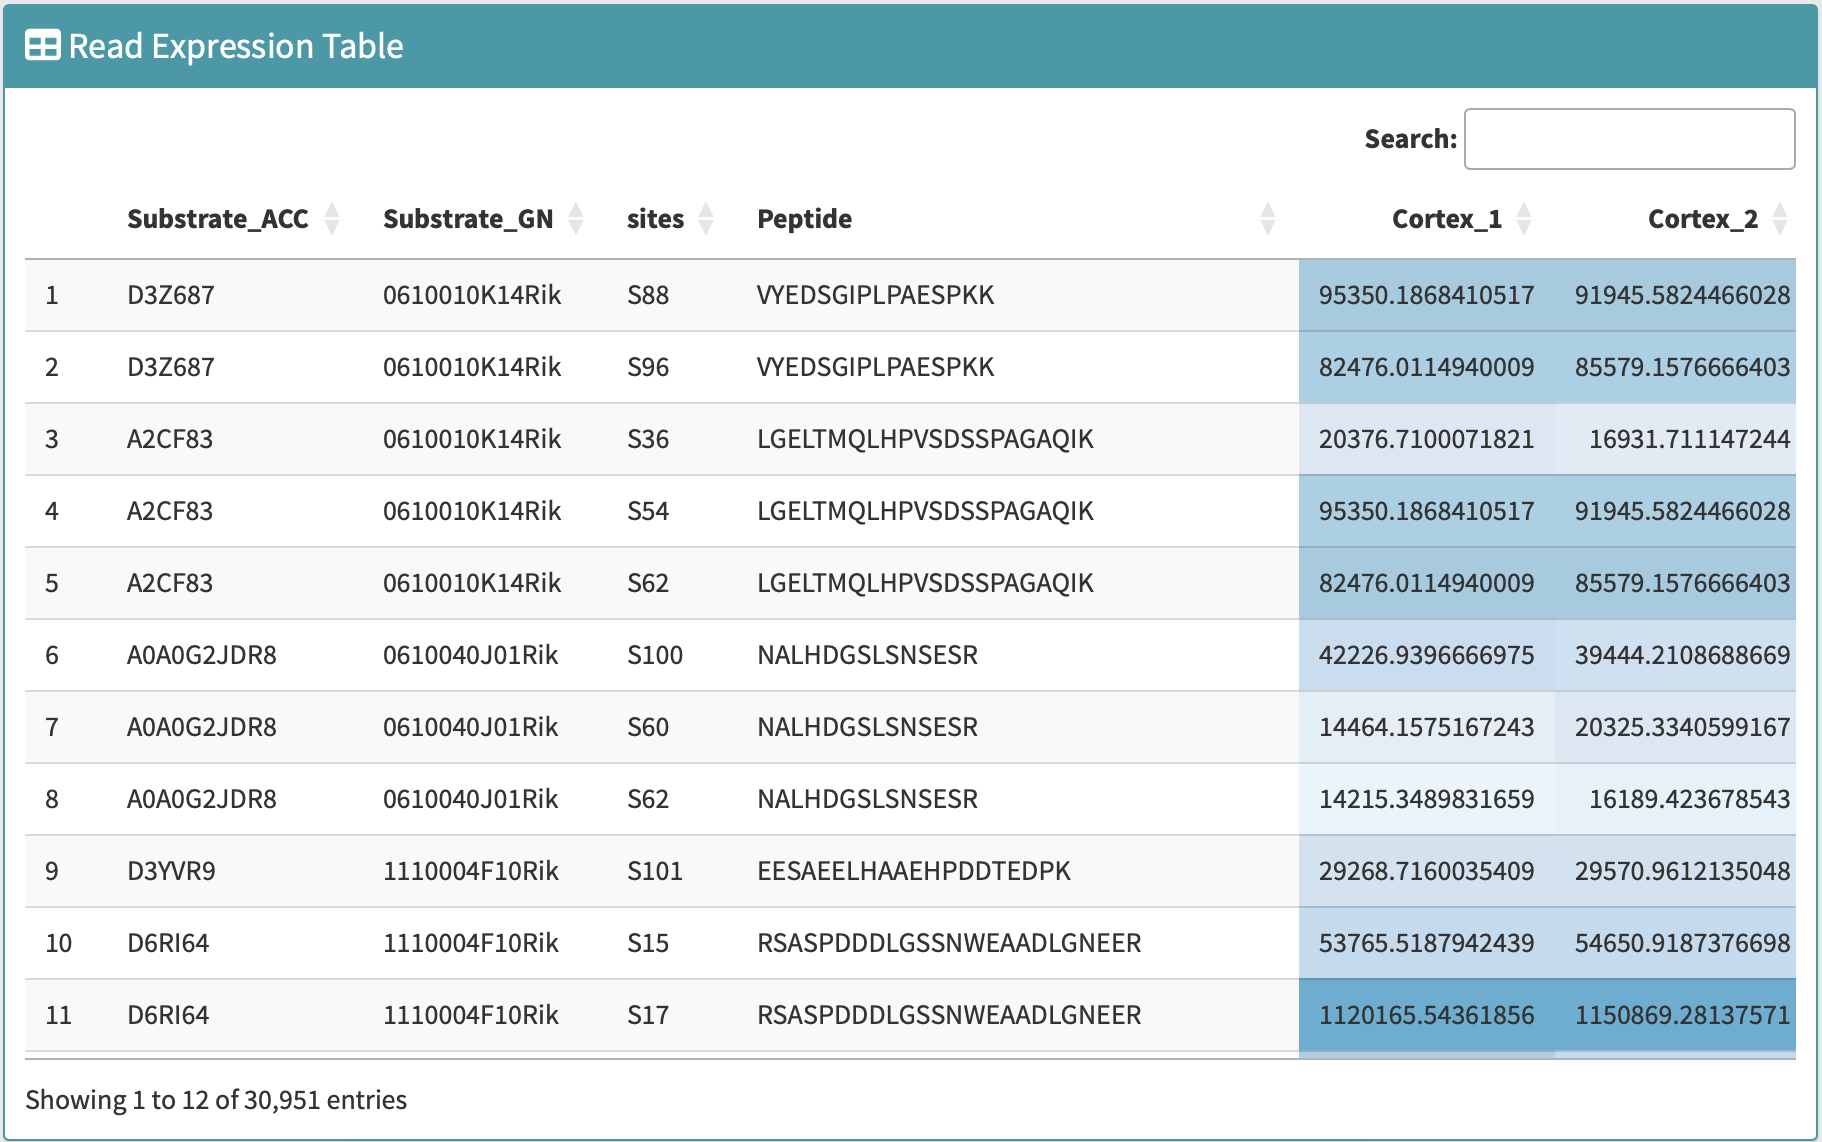 Read Expression Table
Search:
Substrate_ACC Substrate_GN sites Peptide Cortex_1 Cortex_2
1 D3Z687 0610010K14Rik S88 VYEDSGIPLPAESPKK 95350.1868410517 91945.5824466028
2 D3Z687 0610010K14Rik S96 VYEDSGIPLPAESPKK 82476.0114940009 85579.1576666403
3 A2CF83 0610010K14Rik S36 LGELTMQLHPVSDSSPAGAQIK 20376.7100071821 16931.711147244
4 A2CF83 0610010K14Rik S54 LGELTMQLHPVSDSSPAGAQIK 95350.1868410517 91945.5824466028
5 A2CF83 0610010K14Rik S62 LGELTMQLHPVSDSSPAGAQIK 82476.0114940009 85579.1576666403
6 A0A0G2JDR8 0610040J01Rik S100 NALHDGSLSNSESR 42226.9396666975 39444.2108688669
7 A0A0G2JDR8 0610040J01Rik S60 NALHDGSLSNSESR 14464.1575167243 20325.3340599167
8 A0A0G2JDR8 0610040J01Rik S62 NALHDGSLSNSESR 14215.3489831659 16189.423678543
9 D3YVR9 1110004F10Rik S101 EESAEELHAAEHPDDTEDPK 29268.7160035409 29570.9612135048
10 D6RI64 1110004F10Rik S15 RSASPDDDLGSSNWEAADLGNEER 53765.5187942439 54650.9187376698
11 D6RI64 1110004F10Rik S17 RSASPDDDLGSSNWEAADLGNEER 1120165.54361856 1150869.28137571
Showing 1 to 12 of 30,951 entries